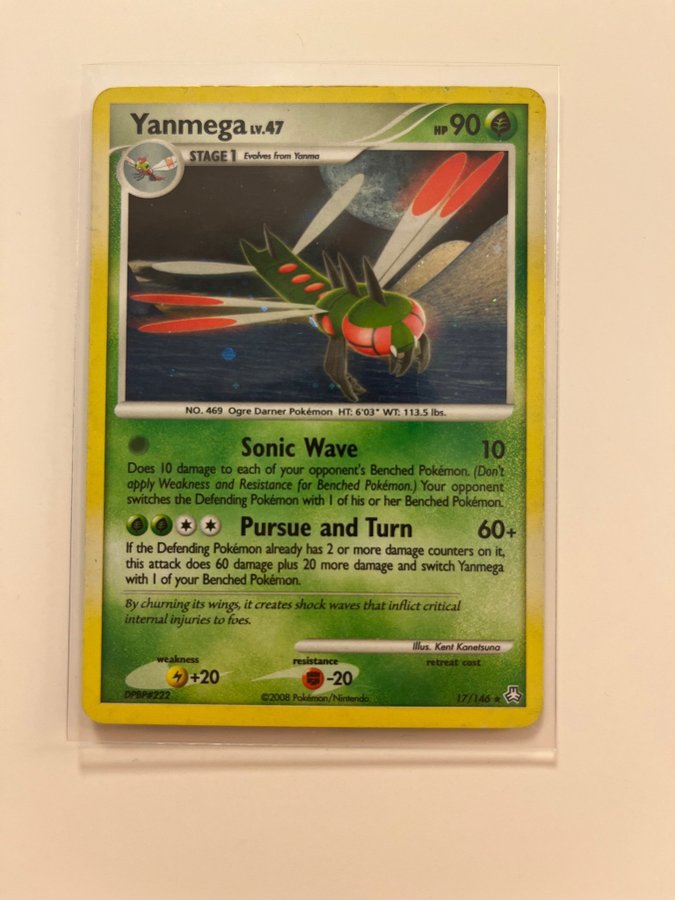 Yanmega LV.47 HP 90
STAGE 1 Evolves from Yanma
NO. 469 Ogre Darner Pokémon HT: 6'03" WT: 113.5 lbs.
Sonic Wave 10
Does 10 damage to each of your opponent's Benched Pokémon. (Don't
apply Weakness and Resistance for Benched Pokémon.) Your opponent
switches the Defending Pokémon with 1 of his or her Benched Pokémon.
Pursue and Turn 60+
If the Defending Pokémon already has 2 or more damage counters on it,
this attack does 60 damage plus 20 more damage and switch Yanmega
with 1 of your Benched Pokémon.
By churning its wings, it creates shock waves that inflict critical
internal injuries to foes.
Illus. Kent Kanetsuna
weakness resistance retreat cost
+20 -20
DPBP#222 ©2008 Pokémon/Nintendo 17/146